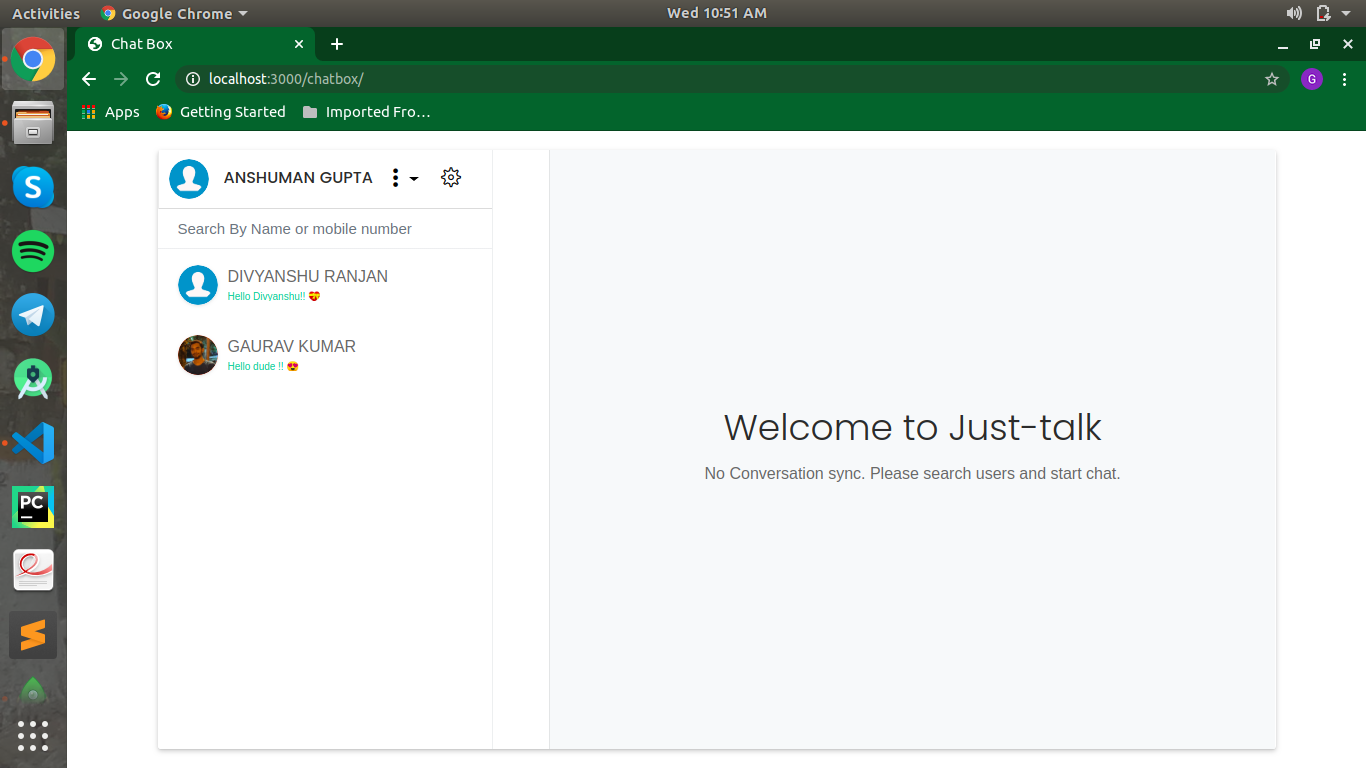 Activities Google Chrome Wed 10:51 AM
Chat Box
localhost:3000/chatbox/ G
Apps Getting Started Imported Fro…
ANSHUMAN GUPTA
Search By Name or mobile number
DIVYANSHU RANJAN
Hello Divyanshu!! 💝
GAURAV KUMAR
Hello dude !! 😍
Welcome to Just-talk
No Conversation sync. Please search users and start chat.
S
PC